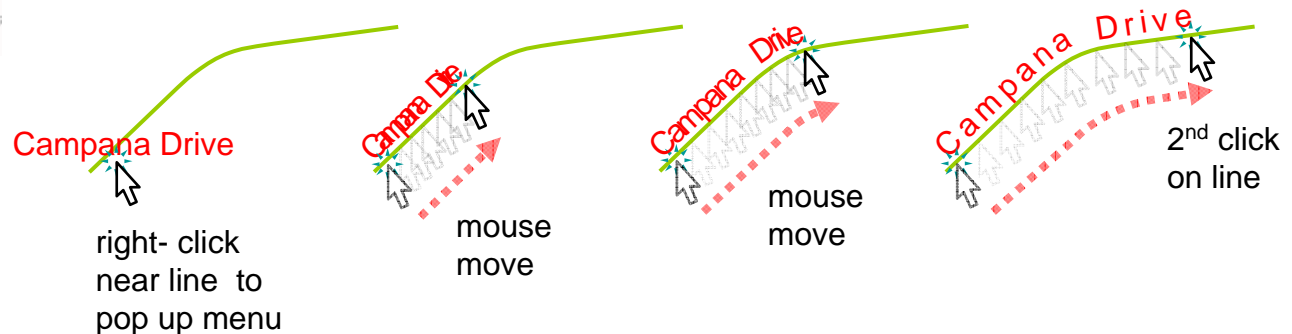 Campana Drive
right- click
near line to
pop up menu
Campana Drive
mouse
move
Campana Drive
mouse
move
Campana Drive
2nd click
on line